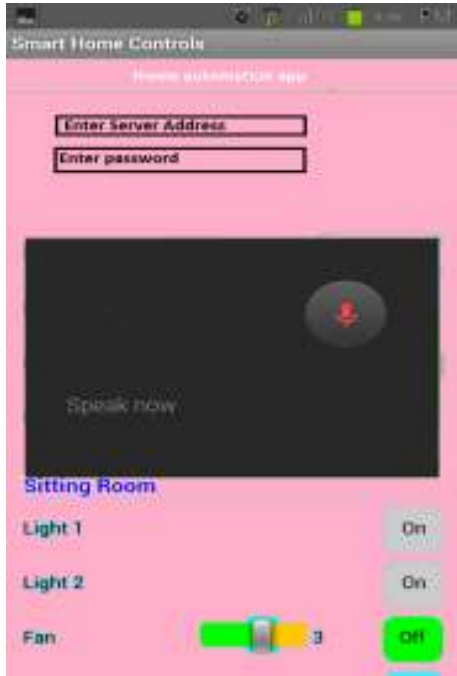 Smart Home Controls
Home automation app
Enter Server Address
Enter password
Speak now
Sitting Room
Light 1 On
Light 2 On
Fan 3 Off